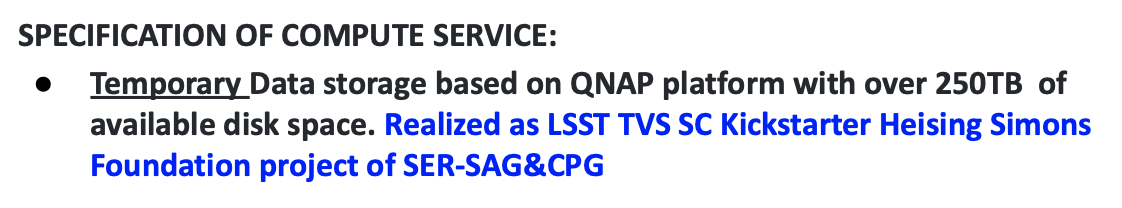 SPECIFICATION OF COMPUTE SERVICE:
● Temporary Data storage based on QNAP platform with over 250TB of
available disk space. Realized as LSST TVS SC Kickstarter Heising Simons
Foundation project of SER-SAG&CPG